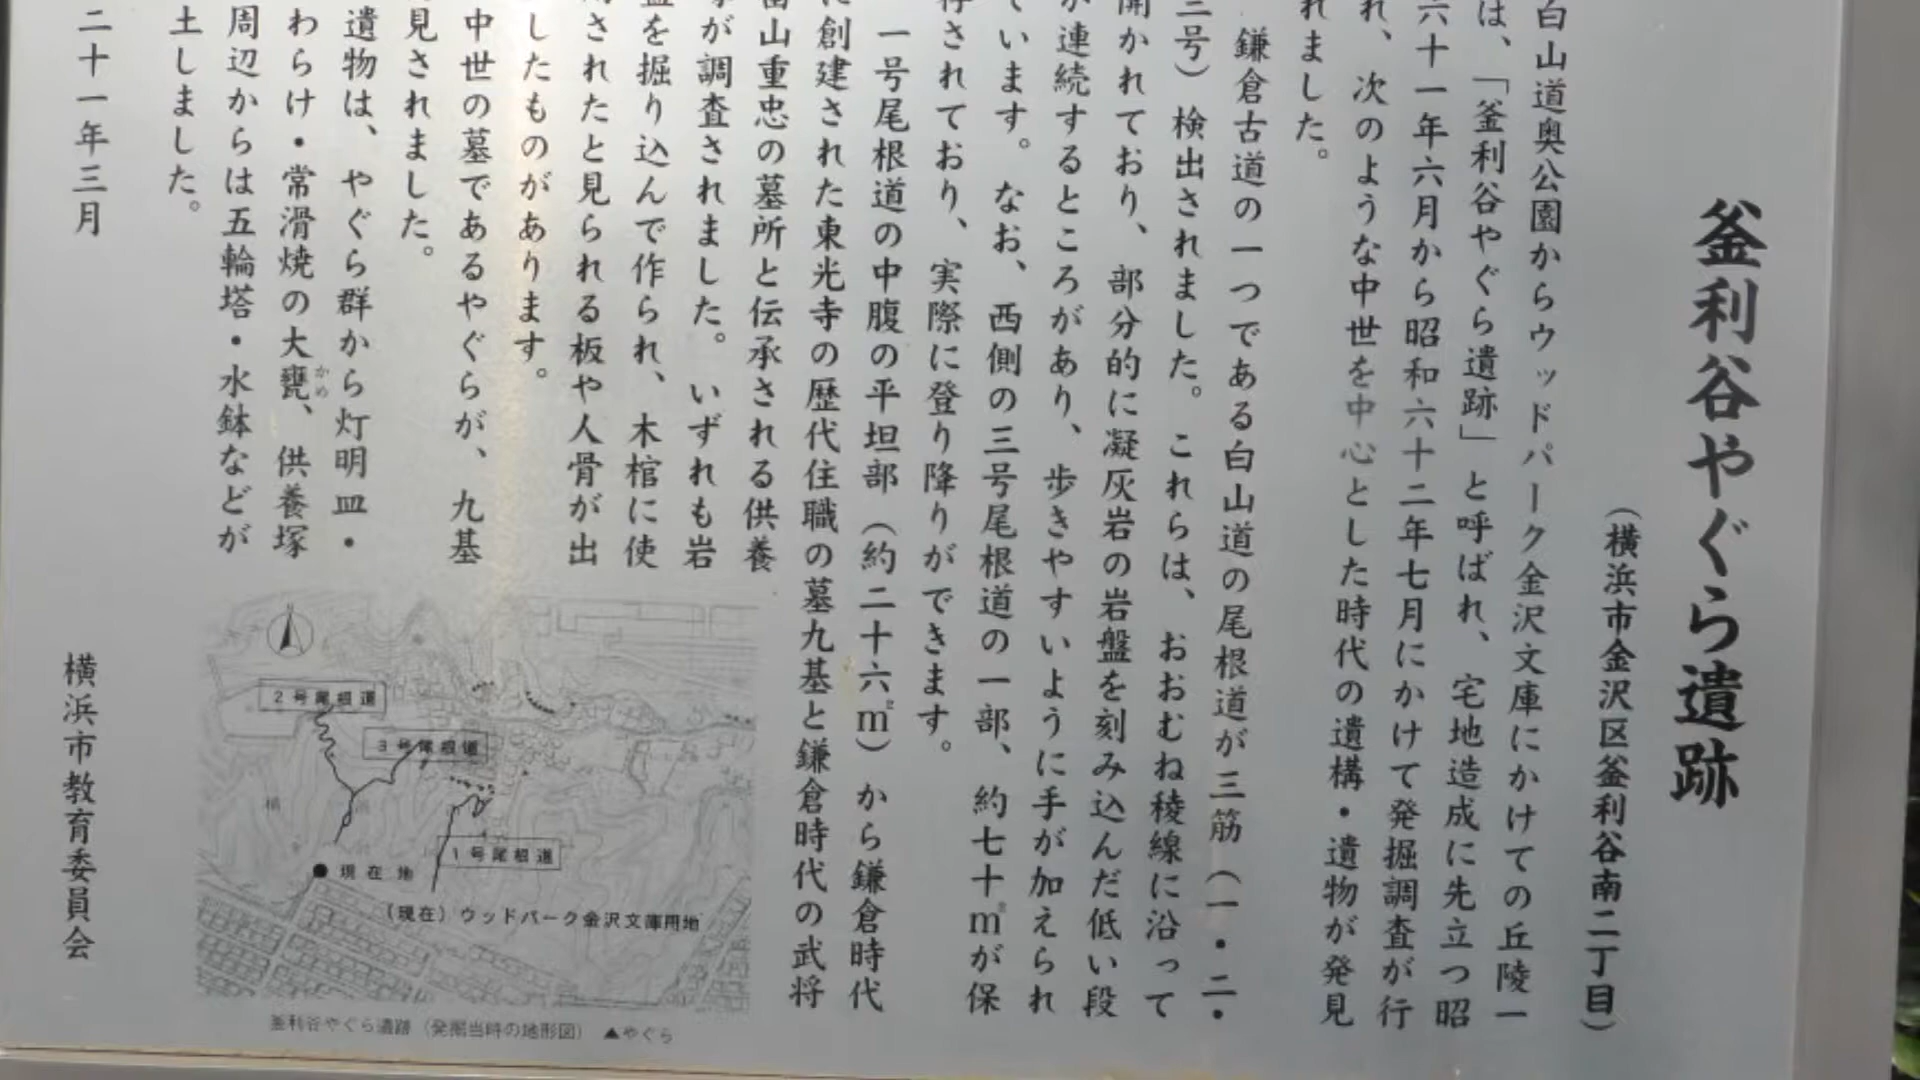 釜利谷やぐら遺跡
（横浜市金沢区釜利谷南二丁目）
白山道奥公園からウッドパーク金沢文庫にかけての丘陵一
は、「釜利谷やぐら遺跡」と呼ばれ、宅地造成に先立つ昭
六十一年六月から昭和六十二年七月にかけて発掘調査が行
れ、次のような中世を中心とした時代の遺構・遺物が発見
れました。
鎌倉古道の一つである白山道の尾根道が三筋（一・二・
三号）検出されました。これらは、おおむね稜線に沿って
開かれており、部分的に凝灰岩の岩盤を刻み込んだ低い段
が連続するところがあり、歩きやすいように手が加えられ
ています。なお、西側の三号尾根道の一部、約七十㎡が保
存されており、実際に登り降りができます。
一号尾根道の中腹の平坦部（約二十六㎡）から鎌倉時代
に創建された東光寺の歴代住職の墓九基と鎌倉時代の武将
畠山重忠の墓所と伝承される供養
が調査されました。いずれも岩
盤を掘り込んで作られ、木棺に使
用されたと見られる板や人骨が出
したものがあります。
中世の墓であるやぐらが、九基
見されました。
遺物は、やぐら群から灯明皿・
わらけ・常滑焼の大甕、供養塚
かめ
周辺からは五輪塔・水鉢などが
土しました。
二十一年三月
横浜市教育委員会
N
2号尾根道
3号尾根道
1号尾根道
横
現在地
（現在）ウッドパーク金沢文庫用地
釜利谷やぐら遺跡（発掘当時の地形図） ▲やぐら